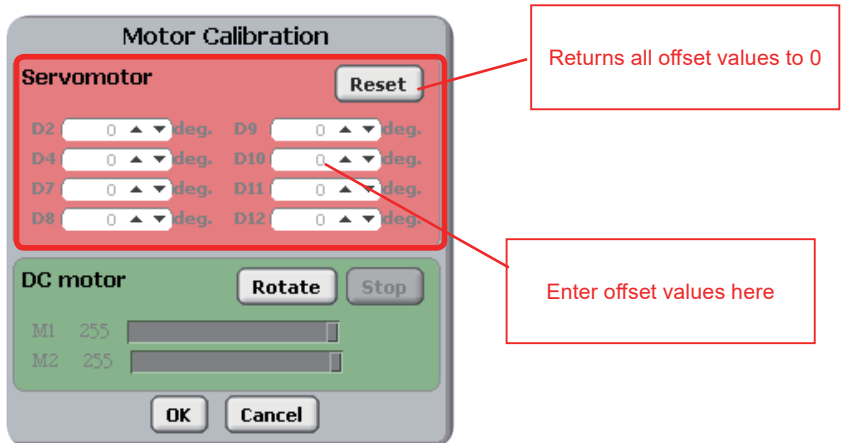 Motor Calibration
Servomotor
Reset
Returns all offset values to 0
D2 0 deg. D9 0 deg.
D4 0 deg. D10 0 deg.
D7 0 deg. D11 0 deg.
D8 0 deg. D12 0 deg.
DC motor
Rotate Stop
Enter offset values here
M1 255
M2 255
OK Cancel